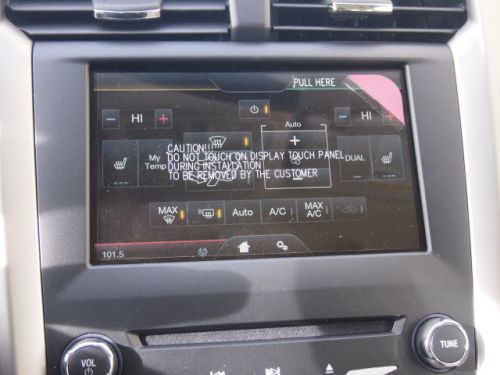 PULL HERE
HI
Auto
HI
CAUTION!!!
DO NOT TOUCH ON DISPLAY TOUCH PANEL
DURING INSTALLATION
TO BE REMOVED BY THE CUSTOMER
My
Temp
DUAL
MAX
Auto
A/C
MAX
A/C
101.5
VOL
TUNE